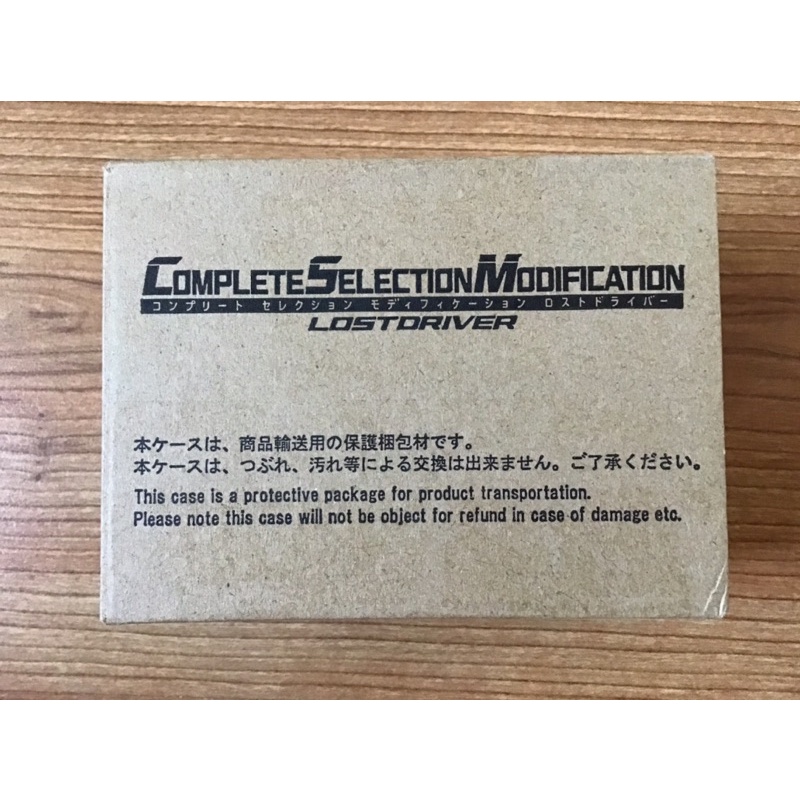 COMPLETE SELECTION MODIFICATION
コンプリート セレクション モディフィケーション ロストドライバー
LOSTDRIVER
本ケースは、商品輸送用の保護梱包材です。
本ケースは、つぶれ、汚れ等による交換は出来ません。ご了承ください。
This case is a protective package for product transportation.
Please note this case will not be object for refund in case of damage etc.